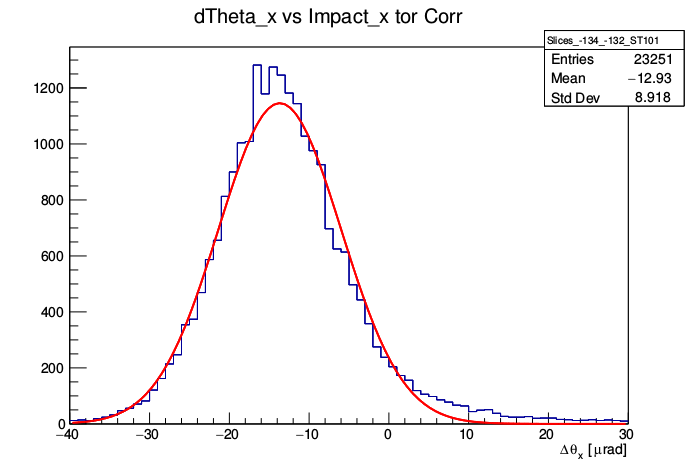 dTheta_x vs Impact_x tor Corr
Slices_-134_-132_ST101
Entries 23251
Mean −12.93
Std Dev 8.918
1200
1000
800
600
400
200
0
−40 −30 −20 −10 0 10 20 30
Δθx [μrad]